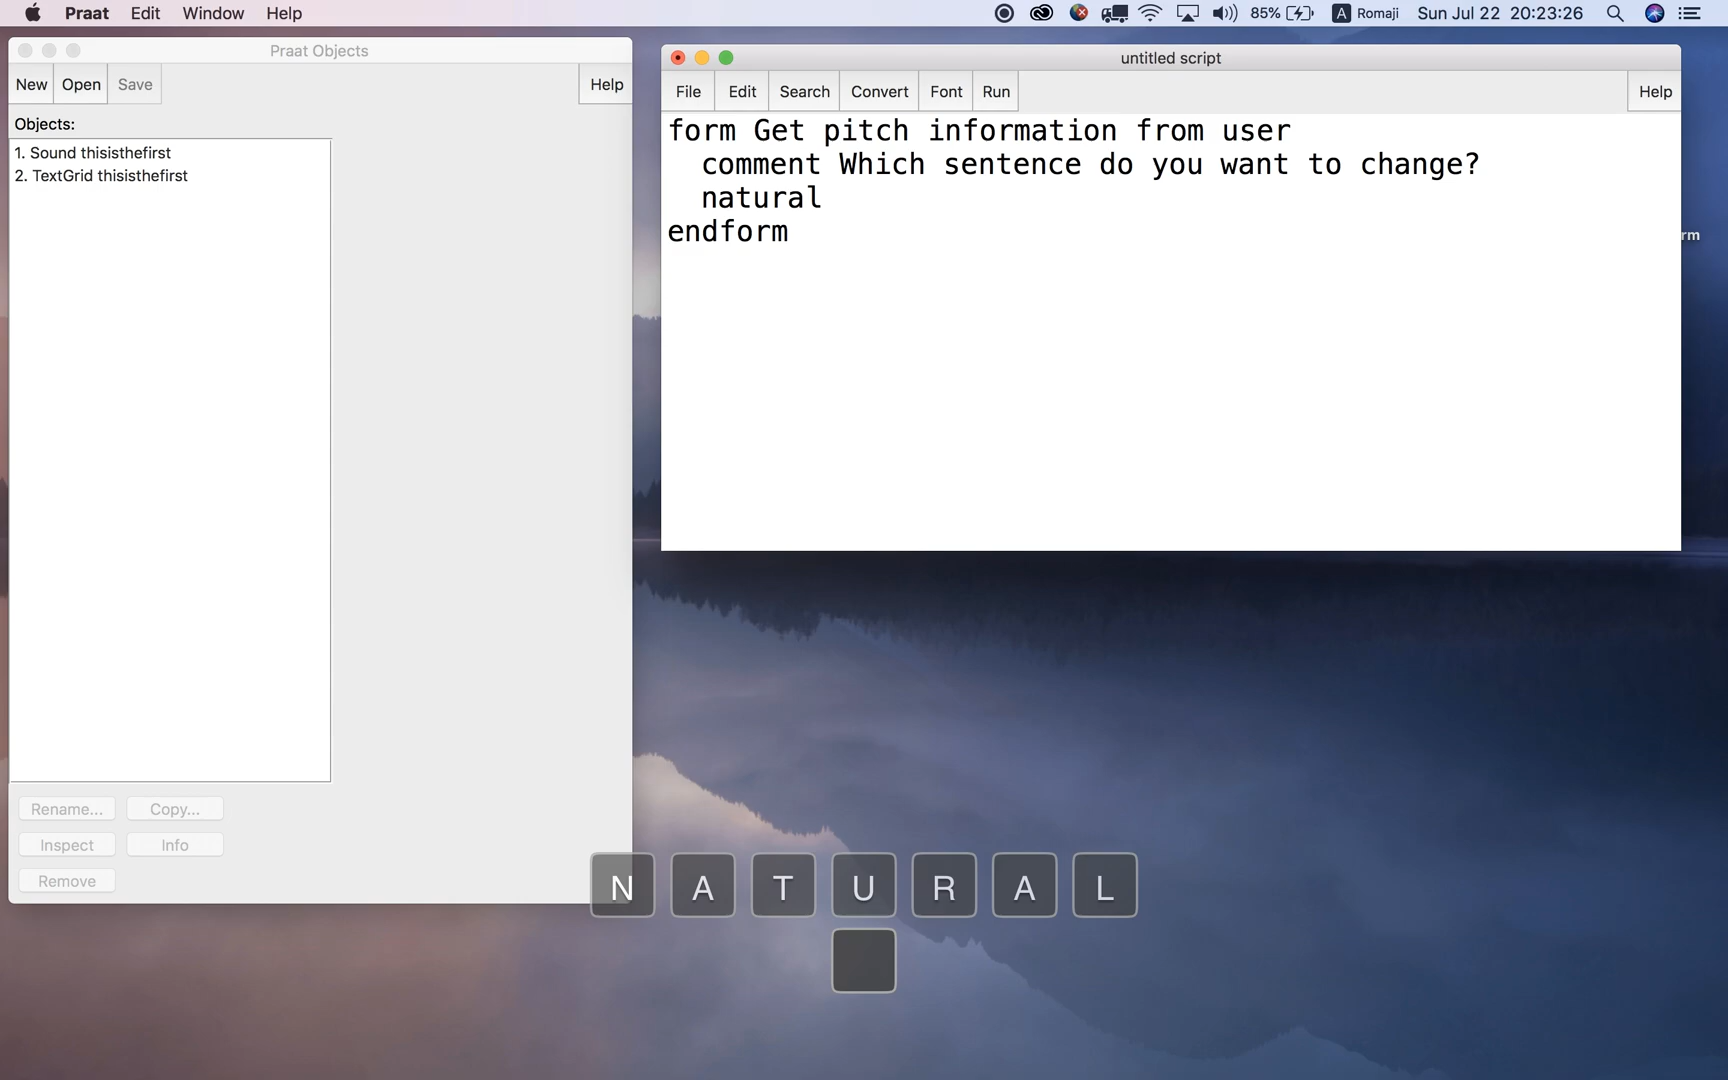 Praat Edit Window Help 85% A Romaji Sun Jul 22 20:23:26
Praat Objects
New Open Save Help
Objects:
1. Sound thisisthefirst
2. TextGrid thisisthefirst
Rename... Copy...
Inspect Info
Remove
untitled script
File Edit Search Convert Font Run Help
form Get pitch information from user
comment Which sentence do you want to change?
natural
endform
rm
N A T U R A L